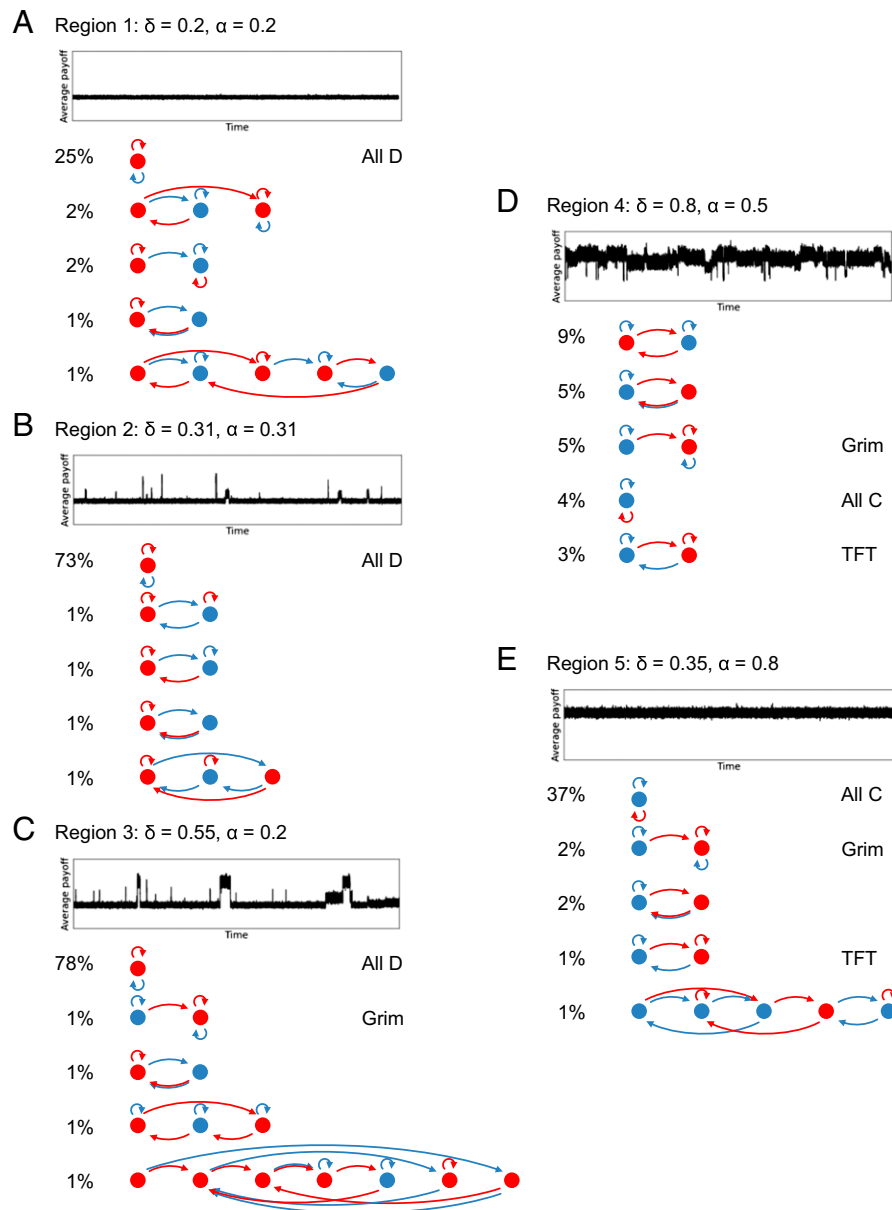 A Region 1: δ = 0.2, α = 0.2
Average payoff
Time
25% All D
2%
2%
1%
1%
B Region 2: δ = 0.31, α = 0.31
Average payoff
Time
73% All D
1%
1%
1%
1%
C Region 3: δ = 0.55, α = 0.2
Average payoff
Time
78% All D
1% Grim
1%
1%
1%
D Region 4: δ = 0.8, α = 0.5
Average payoff
Time
9%
5%
5% Grim
4% All C
3% TFT
E Region 5: δ = 0.35, α = 0.8
Average payoff
Time
37% All C
2% Grim
2%
1% TFT
1%